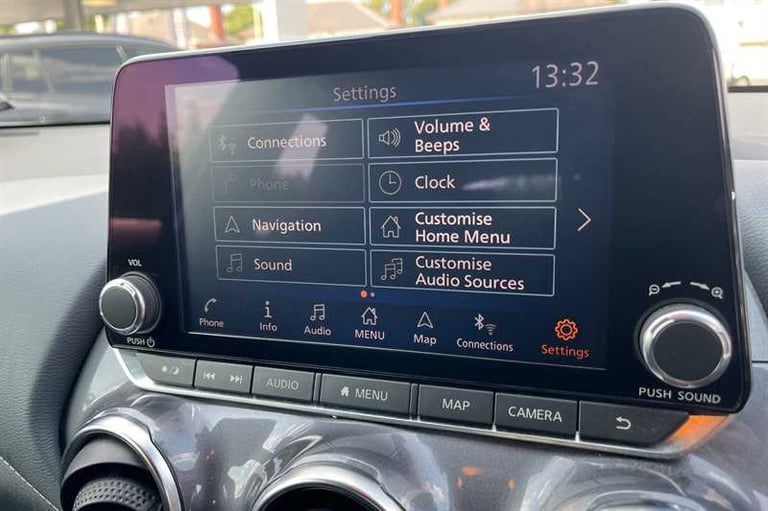 Settings
13:32
Connections
Volume &
Beeps
Phone
Clock
Navigation
Customise
Home Menu
Sound
Customise
Audio Sources
Phone
Info
Audio
MENU
Map
Connections
Settings
VOL
PUSH
PUSH SOUND
AUDIO
MENU
MAP
CAMERA